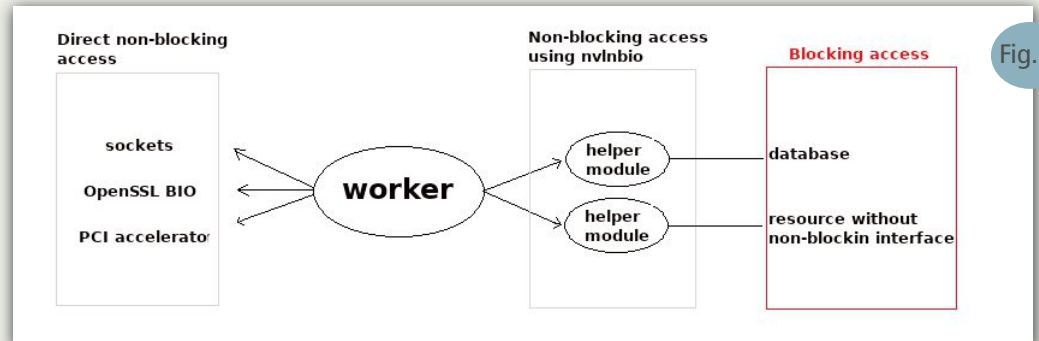 Direct non-blocking
access
sockets
OpenSSL BIO
PCI accelerator
worker
Non-blocking access
using nvlnbio
helper
module
helper
module
Blocking access
database
resource without
non-blockin interface
Fig.